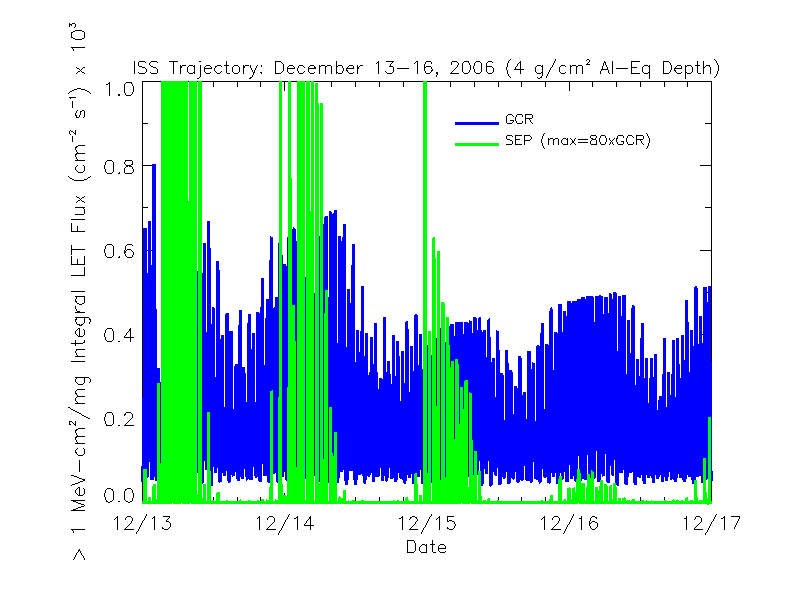 ISS Trajectory: December 13-16, 2006 (4 g/cm² Al-Eq Depth)
> 1 MeV-cm²/mg Integral LET Flux (cm⁻² s⁻¹) × 10³
1.0
0.8
0.6
0.4
0.2
0.0
GCR
SEP (max=80xGCR)
12/13 12/14 12/15 12/16 12/17
Date